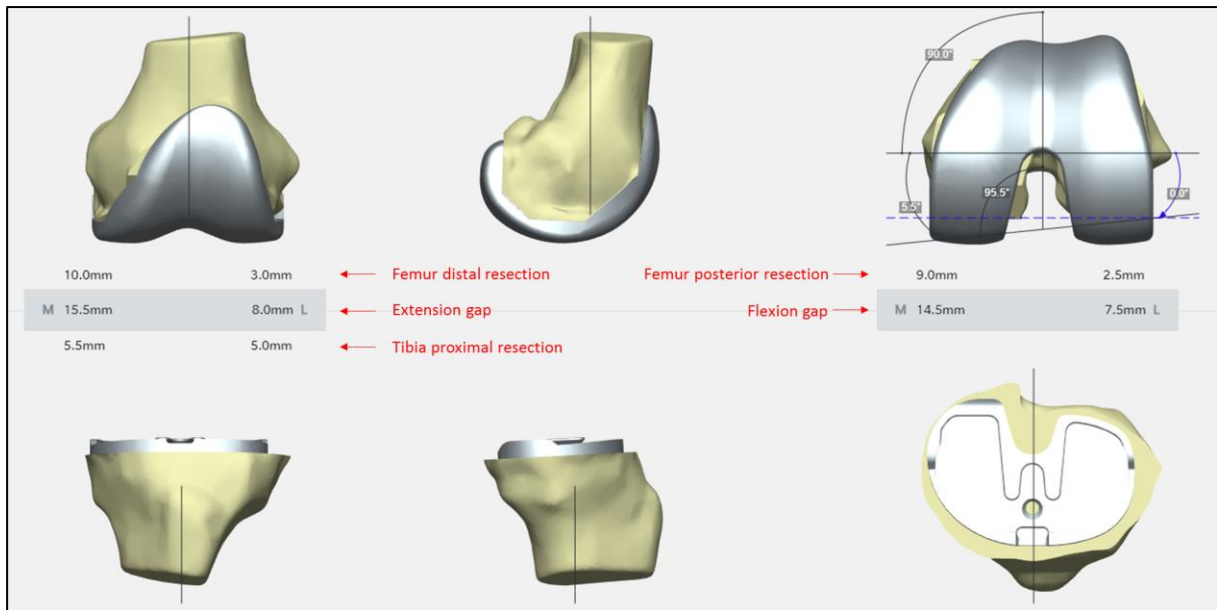 90.0°
95.5°
5.5°
0.0°
10.0mm 3.0mm Femur distal resection Femur posterior resection 9.0mm 2.5mm
M 15.5mm 8.0mm L Extension gap Flexion gap M 14.5mm 7.5mm L
5.5mm 5.0mm Tibia proximal resection